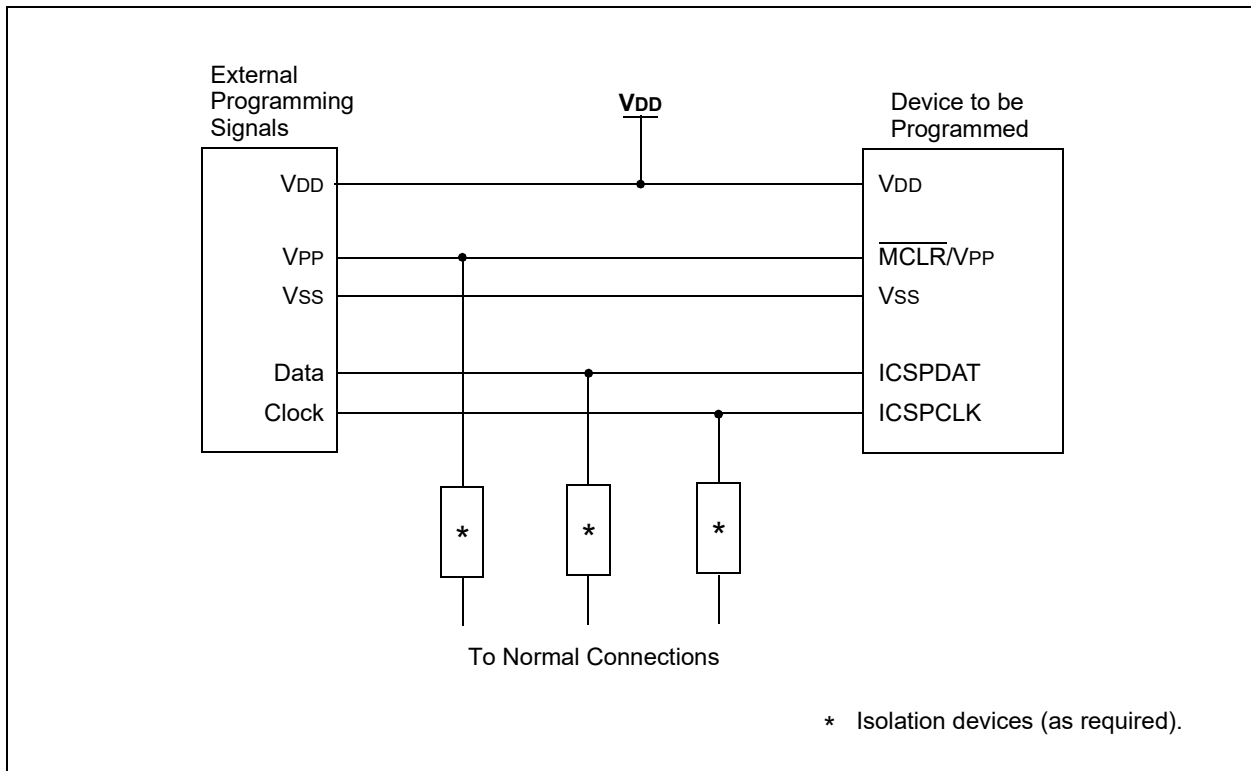 External
Programming
Signals
VDD
Device to be
Programmed
VDD
VDD
VPP
MCLR/VPP
VSS
VSS
Data
ICSPDAT
Clock
ICSPCLK
*
*
*
To Normal Connections
* Isolation devices (as required).